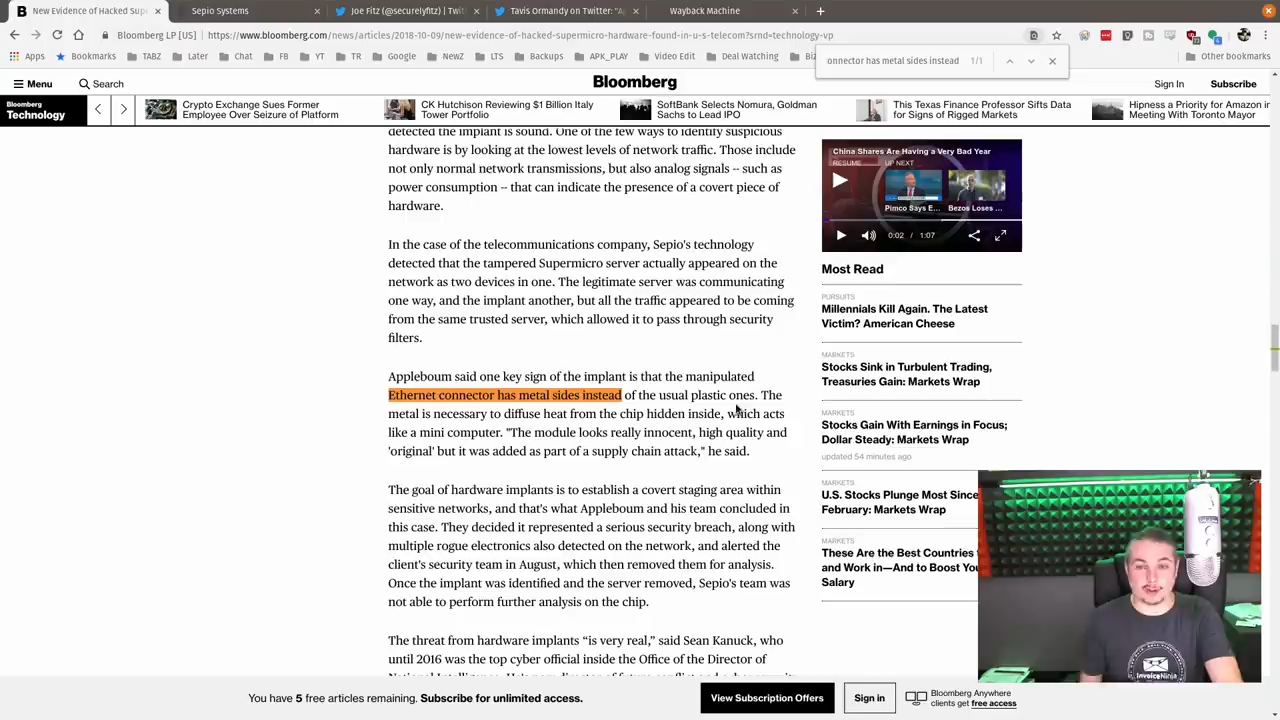 New Evidence of Hacked Supermicro
Sepio Systems
Joe Fitz (@securelyfitz) | Twit
Tavis Ormandy on Twitter: "A
Wayback Machine
Bloomberg LP [US] | https://www.bloomberg.com/news/articles/2018-10-09/new-evidence-of-hacked-supermicro-hardware-found-in-u-s-telecom?srnd=technology-vp
Apps Bookmarks TABZ Later Chat FB YT TR Google NewZ LTS Backups APK_PLAY Video Edit Deal Watching Biz Other bookmarks
onnector has metal sides instead 1/1
Menu Search Bloomberg Sign In Subscribe
Bloomberg
Technology
Crypto Exchange Sues Former
Employee Over Seizure of Platform
CK Hutchison Reviewing $1 Billion Italy
Tower Portfolio
SoftBank Selects Nomura, Goldman
Sachs to Lead IPO
This Texas Finance Professor Sifts Data
for Signs of Rigged Markets
Hipness a Priority for Amazon in
Meeting With Toronto Mayor
detected the implant is sound. One of the few ways to identify suspicious
hardware is by looking at the lowest levels of network traffic. Those include
not only normal network transmissions, but also analog signals -- such as
power consumption -- that can indicate the presence of a covert piece of
hardware.
In the case of the telecommunications company, Sepio's technology
detected that the tampered Supermicro server actually appeared on the
network as two devices in one. The legitimate server was communicating
one way, and the implant another, but all the traffic appeared to be coming
from the same trusted server, which allowed it to pass through security
filters.
Appleboum said one key sign of the implant is that the manipulated
Ethernet connector has metal sides instead of the usual plastic ones. The
metal is necessary to diffuse heat from the chip hidden inside, which acts
like a mini computer. "The module looks really innocent, high quality and
'original' but it was added as part of a supply chain attack," he said.
The goal of hardware implants is to establish a covert staging area within
sensitive networks, and that's what Appleboum and his team concluded in
this case. They decided it represented a serious security breach, along with
multiple rogue electronics also detected on the network, and alerted the
client's security team in August, which then removed them for analysis.
Once the implant was identified and the server removed, Sepio's team was
not able to perform further analysis on the chip.
The threat from hardware implants “is very real,” said Sean Kanuck, who
until 2016 was the top cyber official inside the Office of the Director of
China Shares Are Having a Very Bad Year
RESUME UP NEXT
Pimco Says E... Bezos Loses ...
0:02 / 1:07
Most Read
PURSUITS
Millennials Kill Again. The Latest
Victim? American Cheese
MARKETS
Stocks Sink in Turbulent Trading,
Treasuries Gain: Markets Wrap
MARKETS
Stocks Gain With Earnings in Focus;
Dollar Steady: Markets Wrap
updated 54 minutes ago
MARKETS
U.S. Stocks Plunge Most Since
February: Markets Wrap
MARKETS
These Are the Best Countries
and Work in—And to Boost You
Salary
invoiceNinja
You have 5 free articles remaining. Subscribe for unlimited access.
View Subscription Offers
Sign in
Bloomberg Anywhere
clients get free access